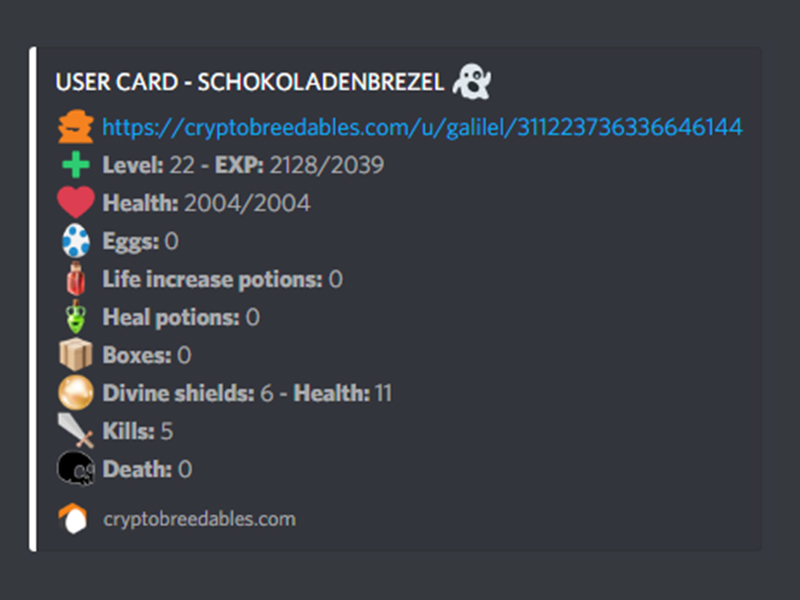 USER CARD - SCHOKOLADENBREZEL
https://cryptobreedables.com/u/galilel/311223736336646144
Level: 22 - EXP: 2128/2039
Health: 2004/2004
Eggs: 0
Life increase potions: 0
Heal potions: 0
Boxes: 0
Divine shields: 6 - Health: 11
Kills: 5
Death: 0
cryptobreedables.com